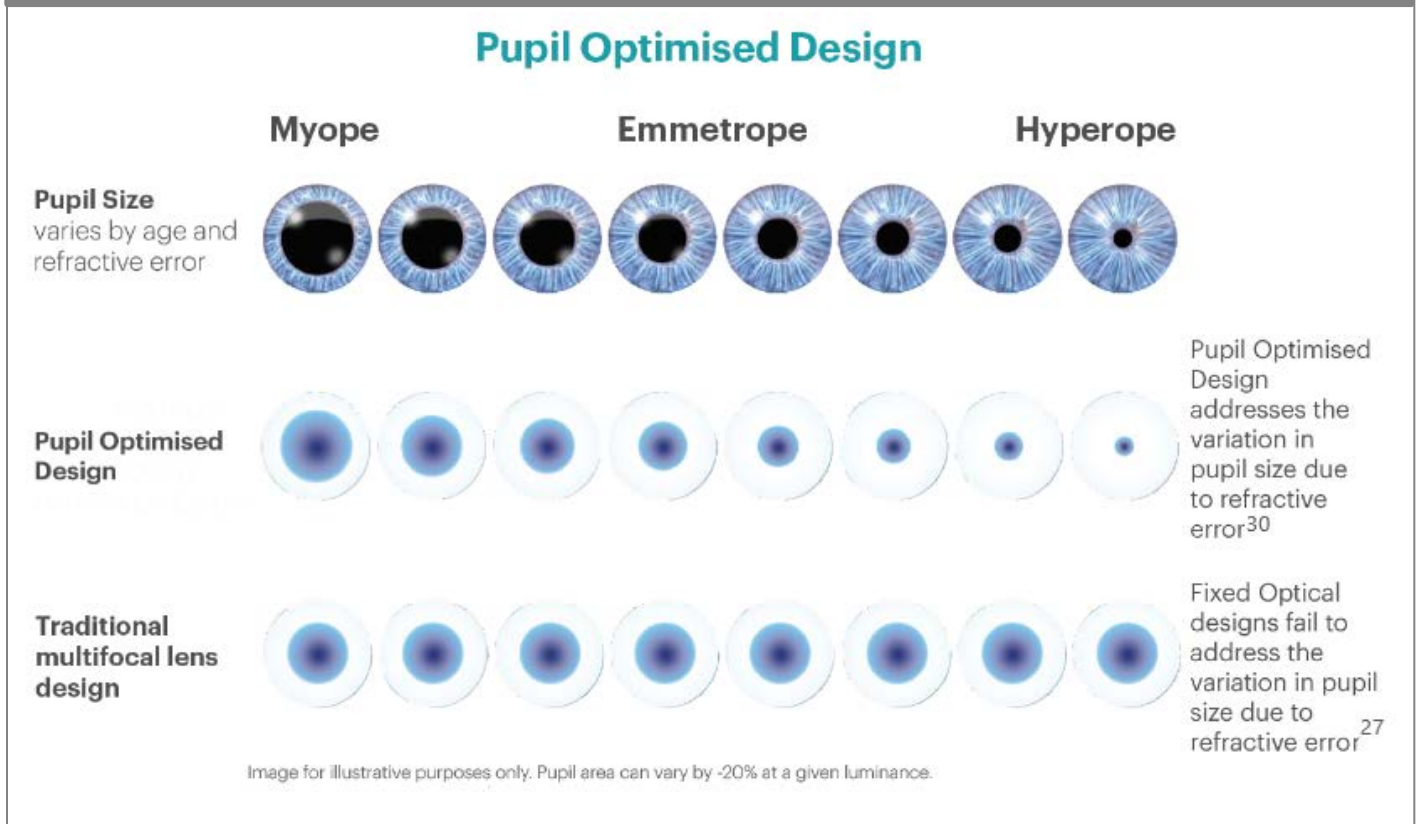 Pupil Optimised Design
Myope
Emmetrope
Hyperope
Pupil Size
varies by age and
refractive error
Pupil Optimised
Design
Pupil Optimised
Design
addresses the
variation in
pupil size due
to refractive
error30
Traditional
multifocal lens
design
Fixed Optical
designs fail to
address the
variation in pupil
size due to
refractive error27
Image for illustrative purposes only. Pupil area can vary by -20% at a given luminance.